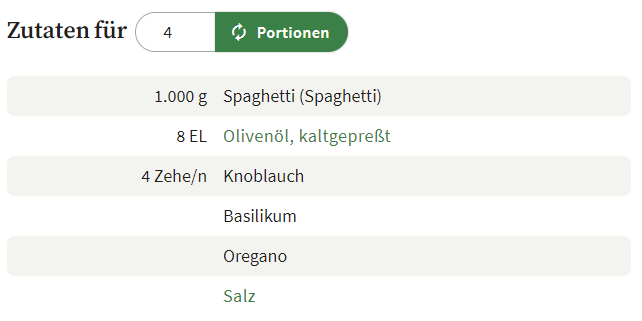 Zutaten für 4 Portionen
1.000 g Spaghetti (Spaghetti)
8 EL Olivenöl, kaltgepreßt
4 Zehe/n Knoblauch
Basilikum
Oregano
Salz